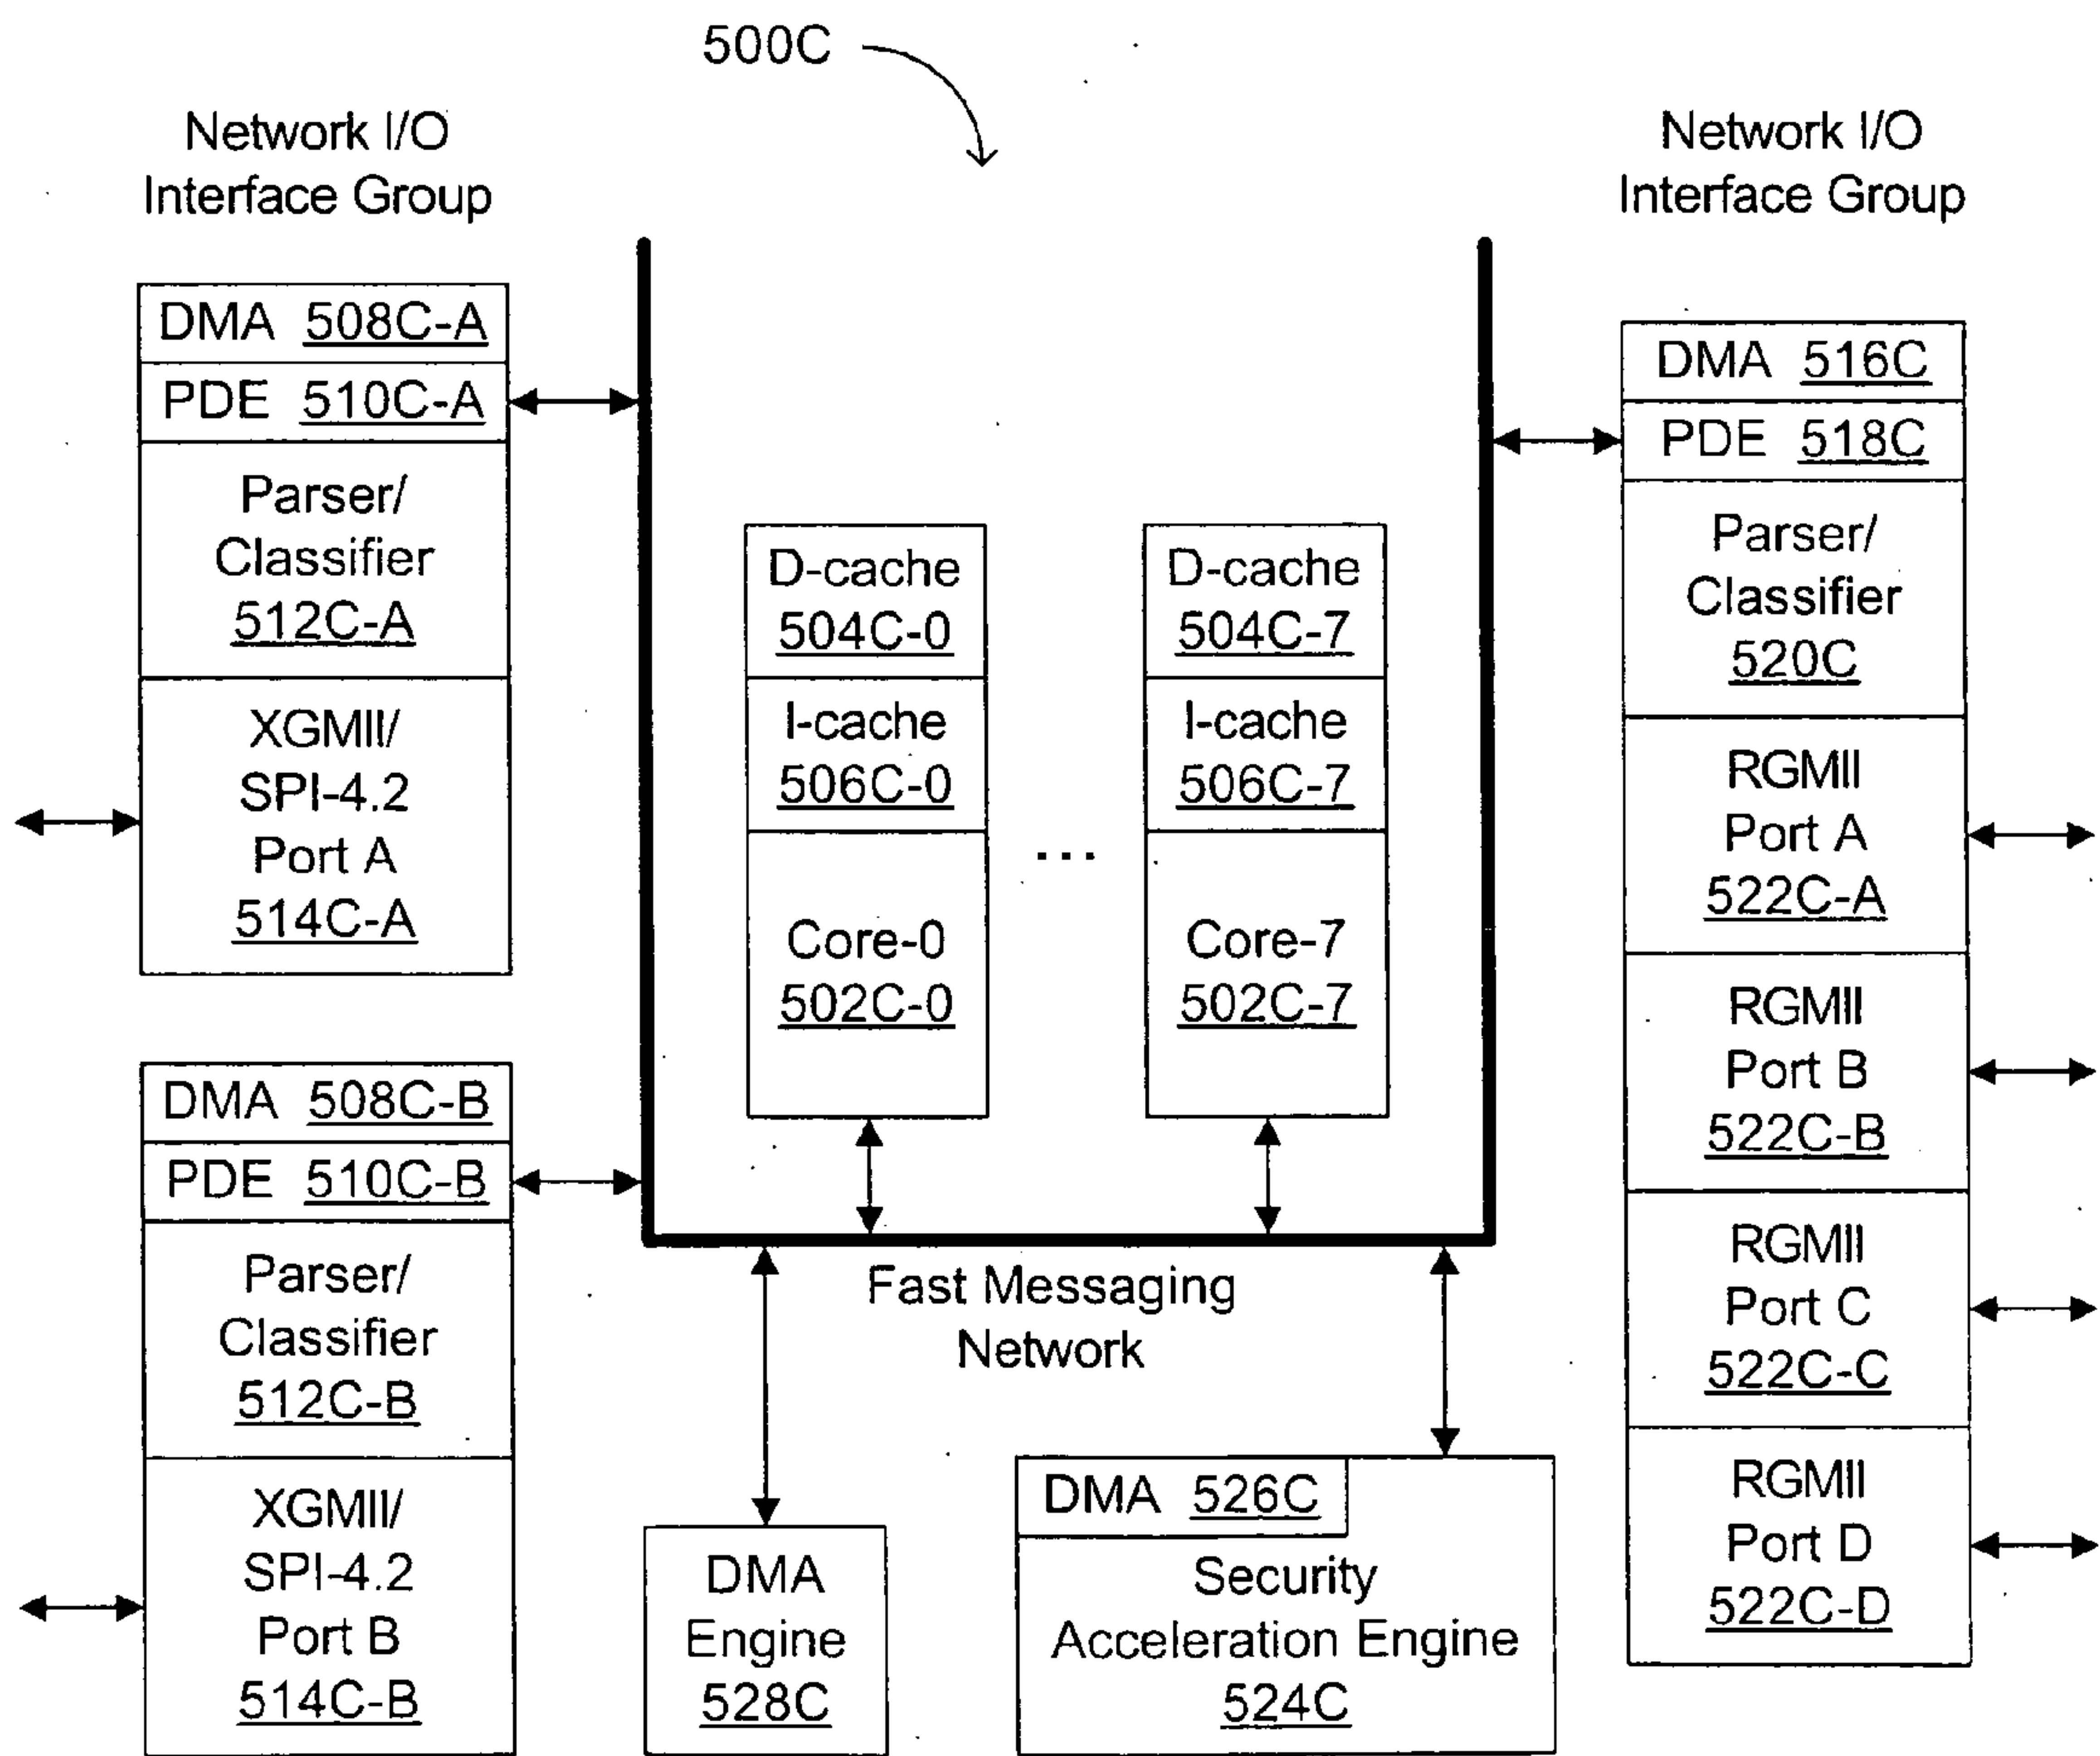 500C
Network I/O
Interface Group
DMA 508C-A
PDE 510C-A
Parser/
Classifier
512C-A
XGMII/
SPI-4.2
Port A
514C-A
DMA 508C-B
PDE 510C-B
Parser/
Classifier
512C-B
XGMII/
SPI-4.2
Port B
514C-B
D-cache
504C-0
I-cache
506C-0
Core-0
502C-0
...
D-cache
504C-7
I-cache
506C-7
Core-7
502C-7
Fast Messaging
Network
DMA
Engine
528C
DMA 526C
Security
Acceleration Engine
524C
Network I/O
Interface Group
DMA 516C
PDE 518C
Parser/
Classifier
520C
RGMII
Port A
522C-A
RGMII
Port B
522C-B
RGMII
Port C
522C-C
RGMII
Port D
522C-D